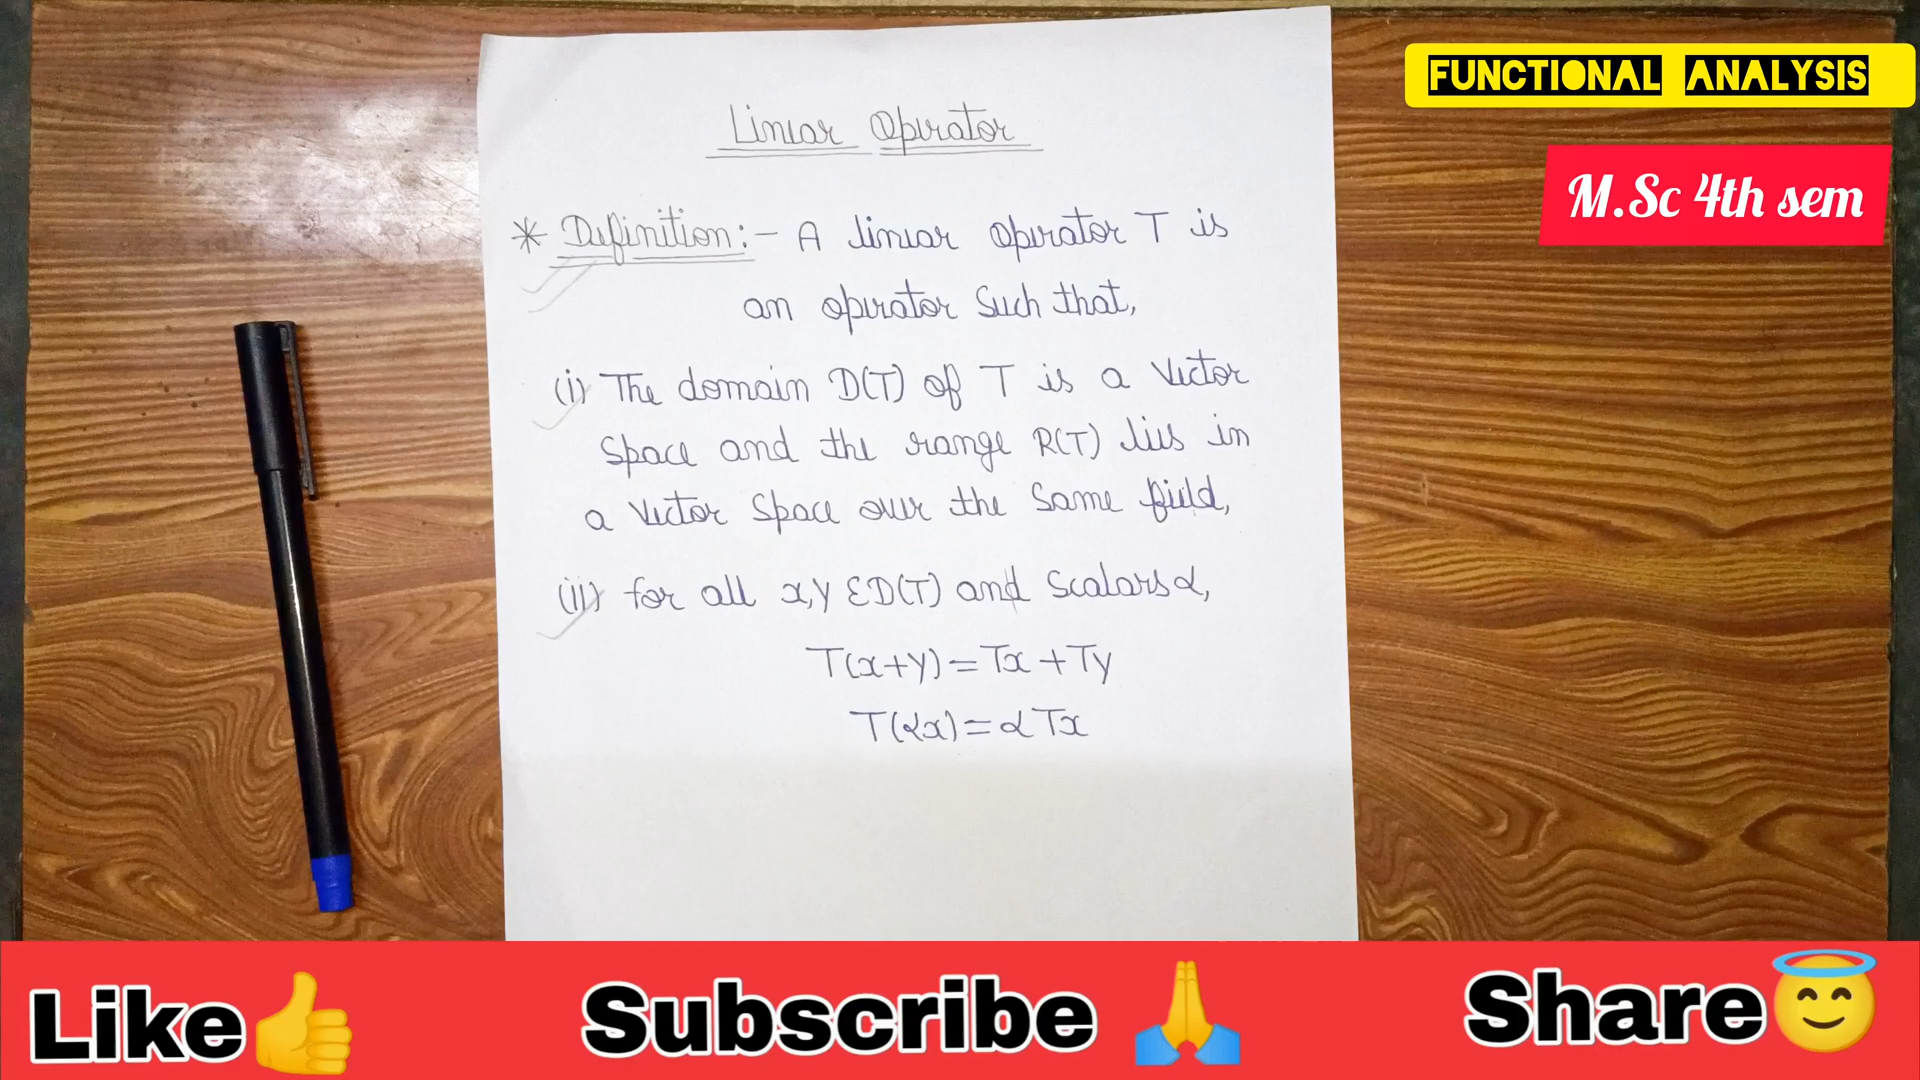 FUNCTIONAL ANALYSIS
M.Sc 4th sem
Linear Operator
* Definition:- A linear operator T is
an operator Such that,
(i) The domain D(T) of T is a Vector
Space and the range R(T) lies in
a Vector Space over the Same field,
(ii) for all x,y ED(T) and Scalars α,
T(x+y)=Tx+Ty
T(αx)=αTx
Like👍 Subscribe 🙏 Share😇